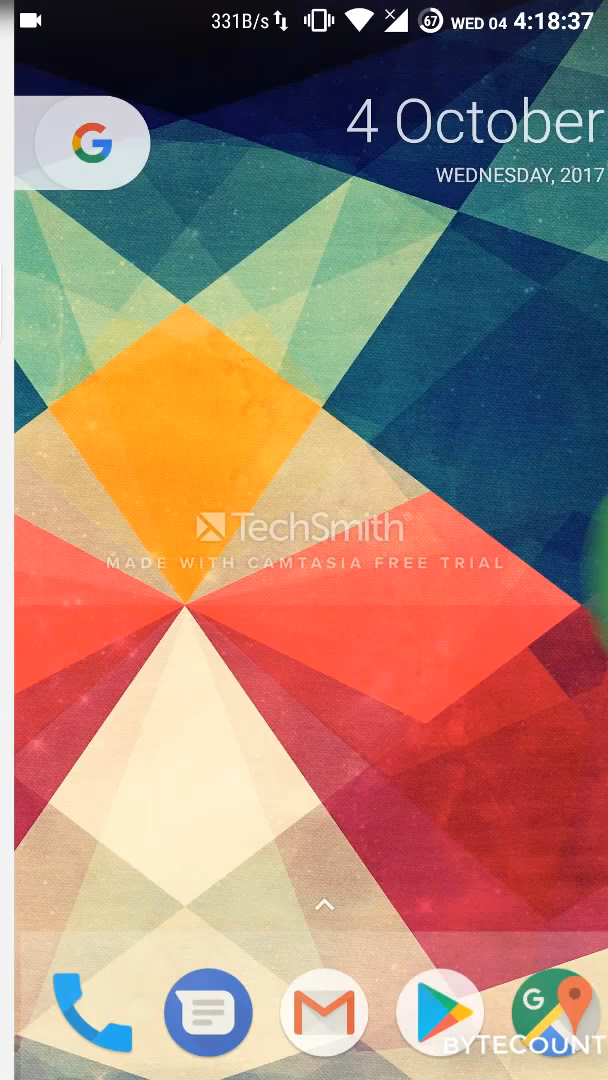 331B/s 67 WED 04 4:18:37
4 October
WEDNESDAY, 2017
TechSmith®
MADE WITH CAMTASIA FREE TRIAL
BYTECOUNT